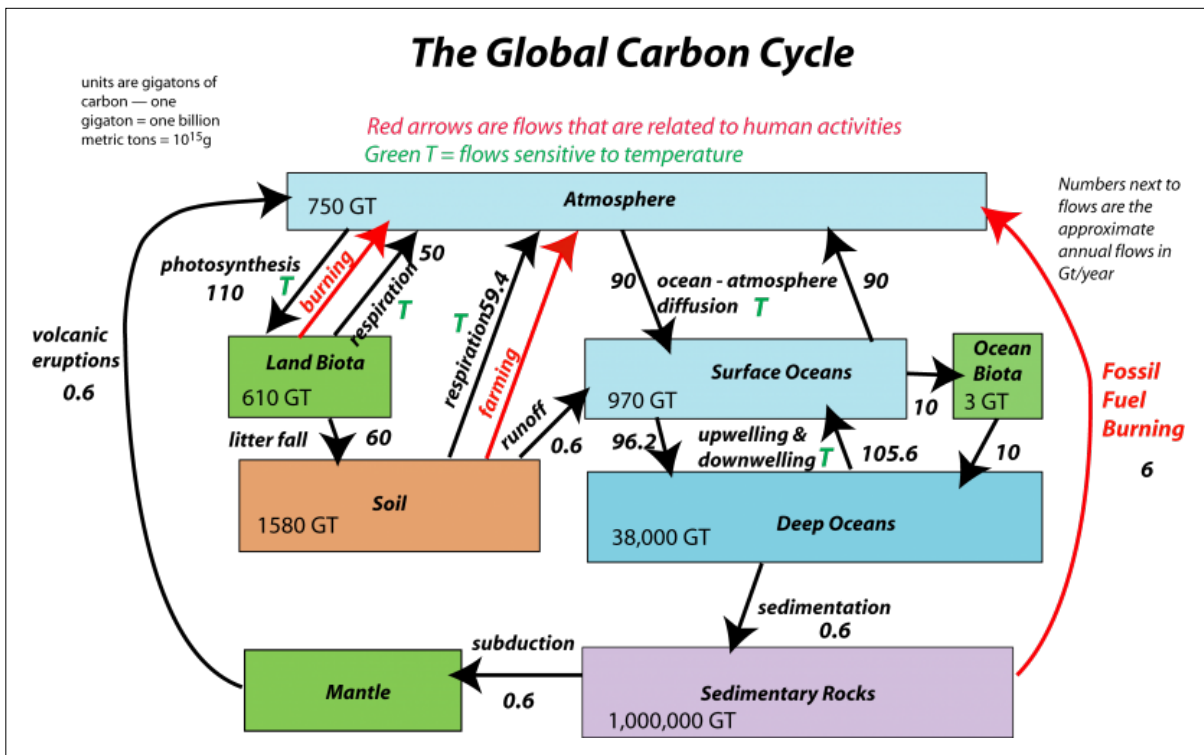 The Global Carbon Cycle
units are gigatons of
carbon — one
gigaton = one billion
metric tons = 10¹⁵g
Red arrows are flows that are related to human activities
Green T = flows sensitive to temperature
Atmosphere
750 GT
Numbers next to
flows are the
approximate
annual flows in
Gt/year
photosynthesis
110
T
burning
respiration
50
T
respiration
59.4
T
farming
90
ocean - atmosphere
diffusion T
90
volcanic
eruptions
0.6
Land Biota
610 GT
Surface Oceans
970 GT
Ocean
Biota
3 GT
10
Fossil
Fuel
Burning
6
litter fall
60
runoff
0.6
96.2
upwelling &
downwelling T
105.6
10
Soil
1580 GT
Deep Oceans
38,000 GT
sedimentation
0.6
subduction
0.6
Mantle
Sedimentary Rocks
1,000,000 GT